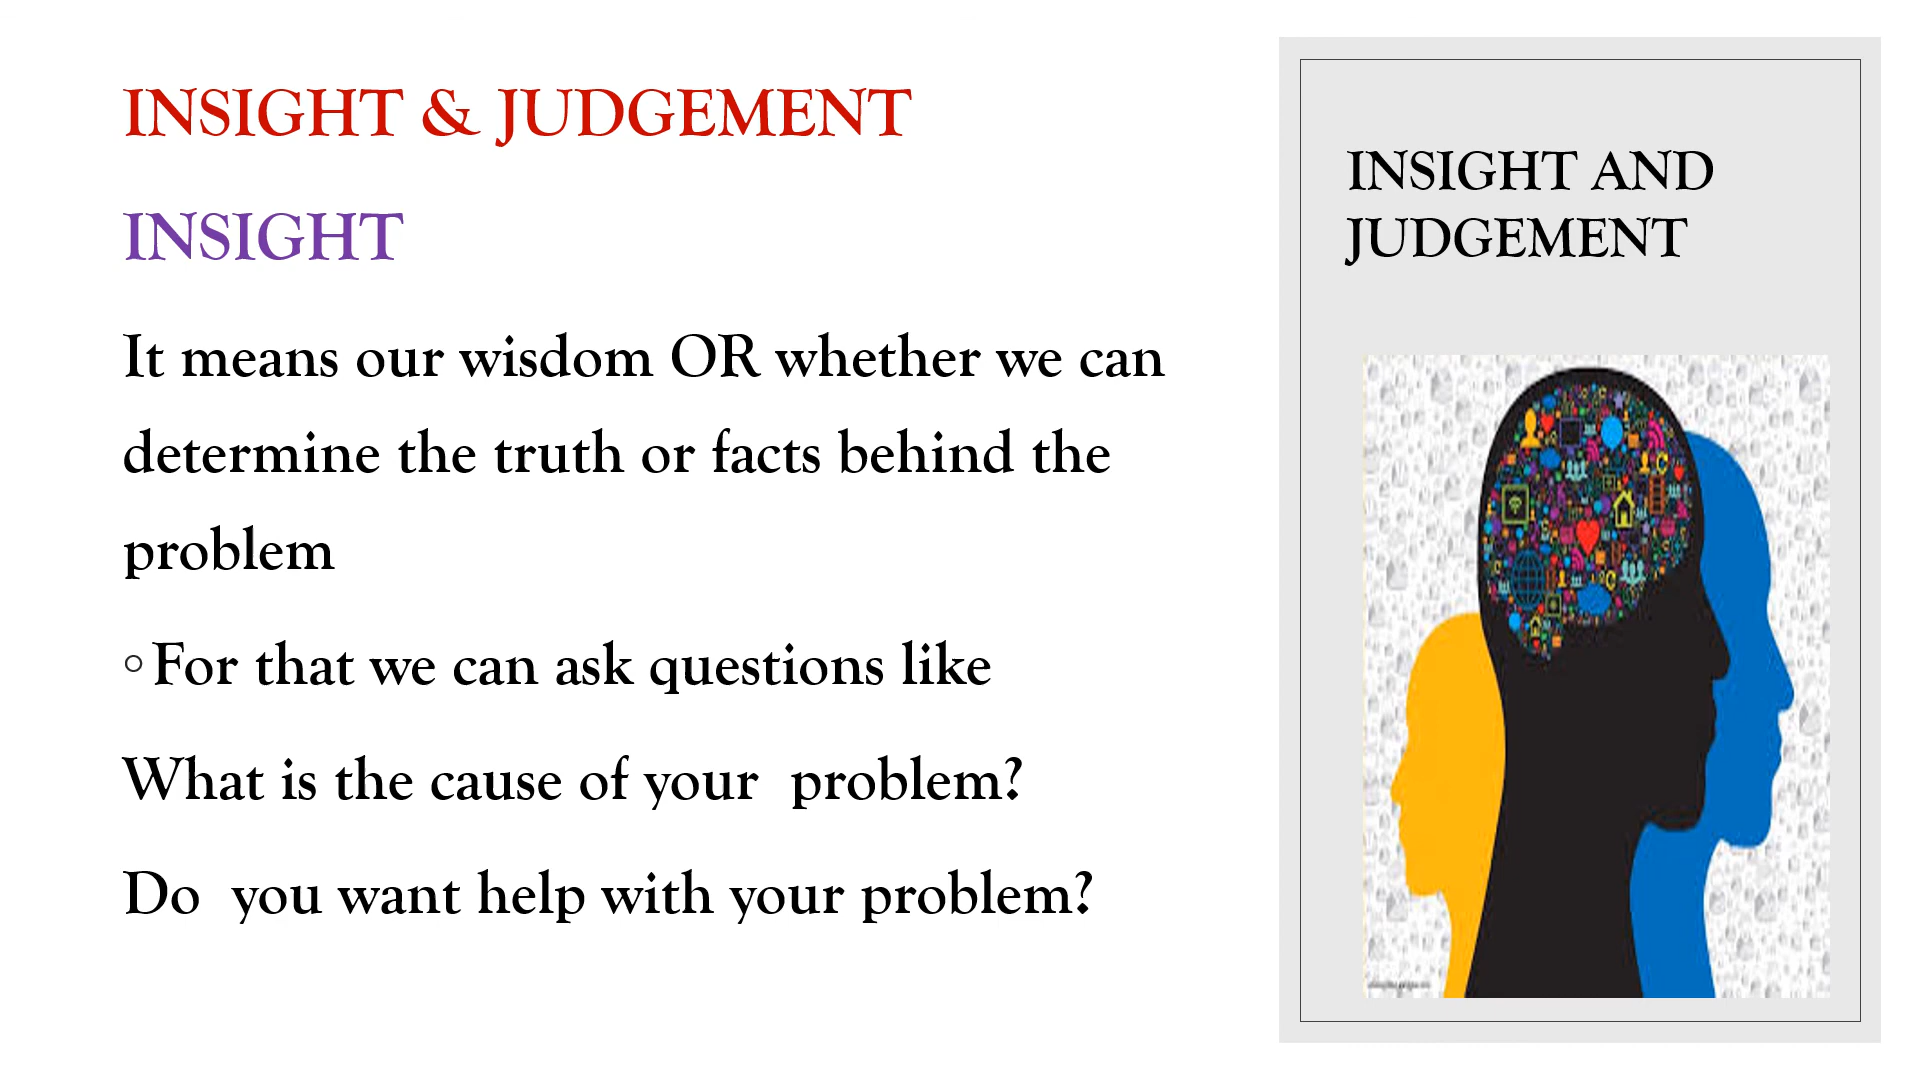 INSIGHT & JUDGEMENT
INSIGHT
It means our wisdom OR whether we can
determine the truth or facts behind the
problem
◦For that we can ask questions like
What is the cause of your  problem?
Do  you want help with your problem?
INSIGHT AND
JUDGEMENT